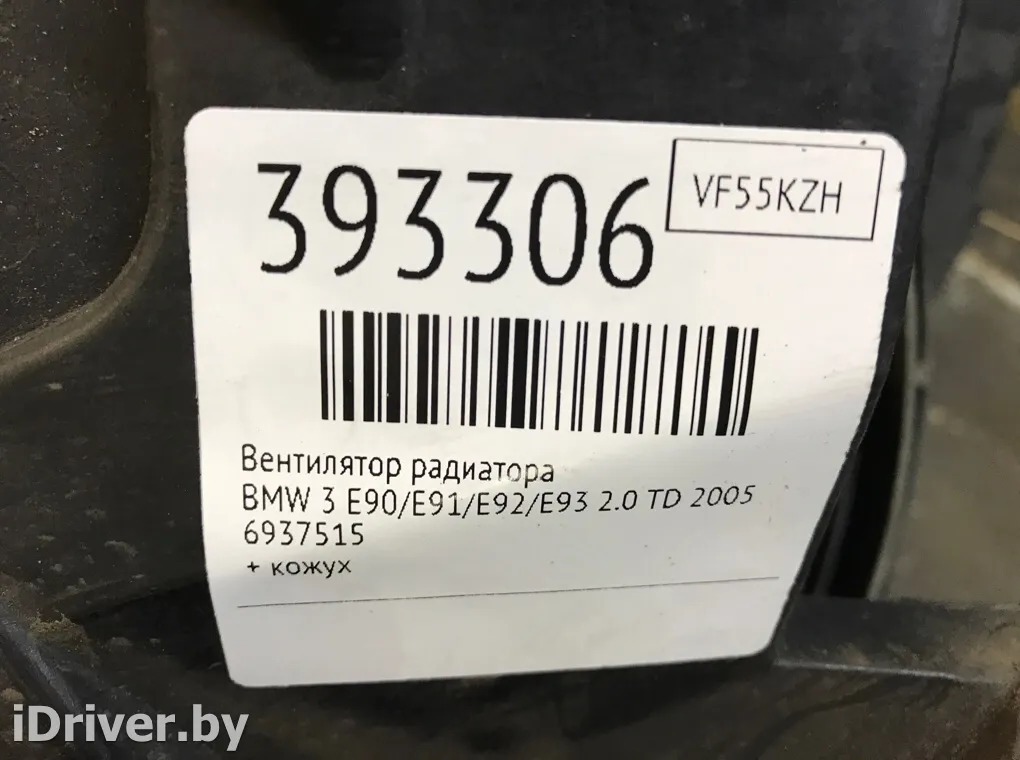 393306
VF55KZH
Вентилятор радиатора
BMW 3 E90/E91/E92/E93 2.0 TD 2005
6937515
+ кожух
iDriver.by